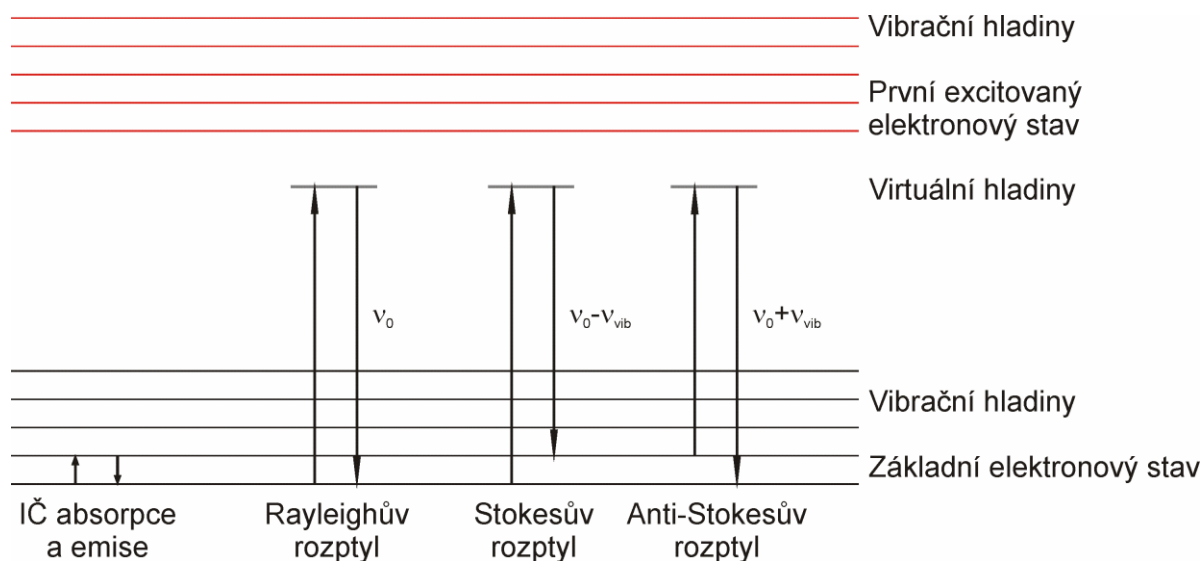 Vibrační hladiny
První excitovaný
elektronový stav
Virtuální hladiny
ν₀
ν₀-νᵥᵢb
ν₀+νᵥᵢb
Vibrační hladiny
Základní elektronový stav
IČ absorpce
a emise
Rayleighův
rozptyl
Stokesův
rozptyl
Anti-Stokesův
rozptyl